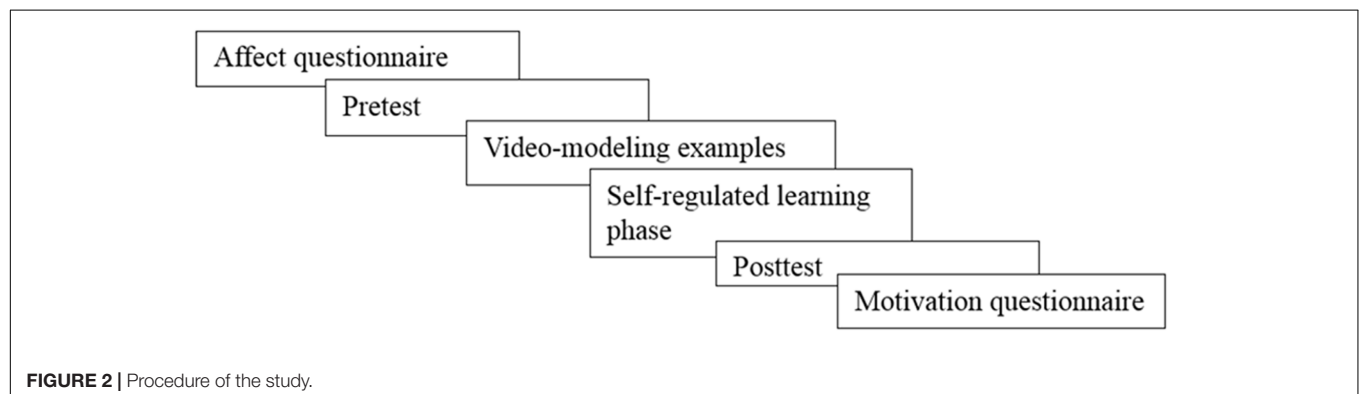 Affect questionnaire
Pretest
Video-modeling examples
Self-regulated learning
phase
Posttest
Motivation questionnaire
FIGURE 2 | Procedure of the study.